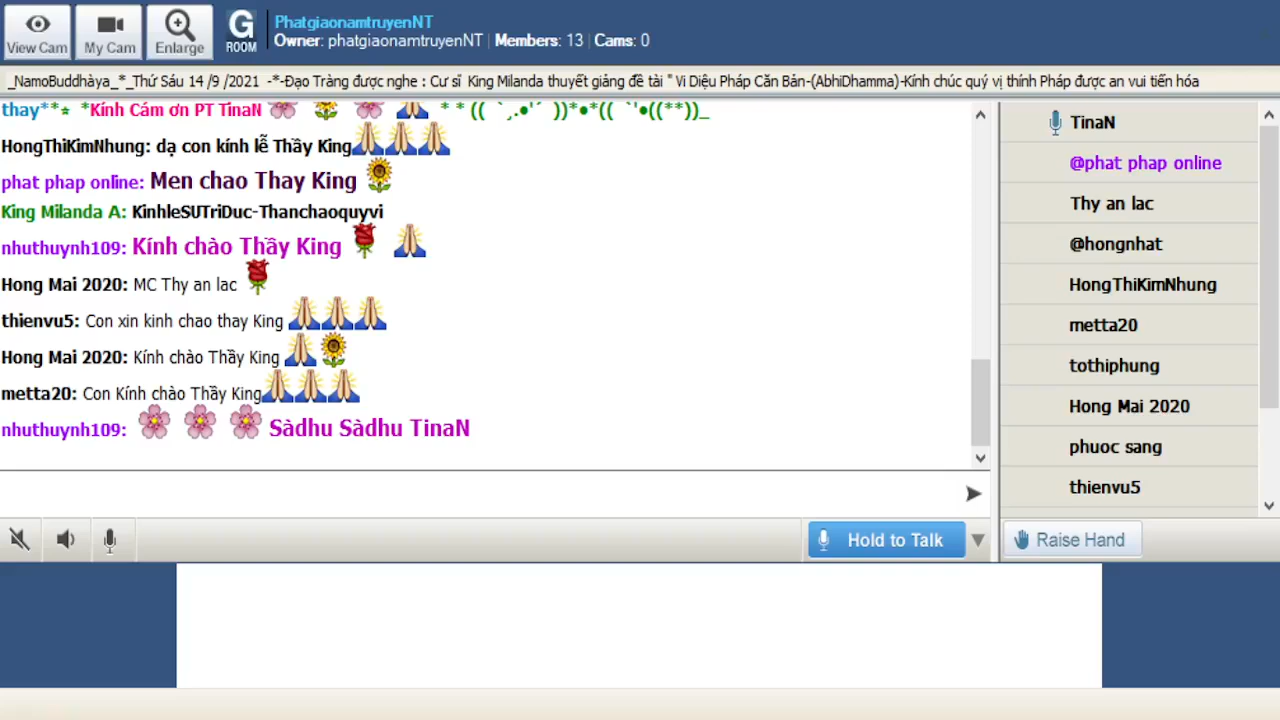 View Cam
My Cam
Enlarge
G ROOM
PhatgiaonamtruyenNT
Owner: phatgiaonamtruyenNT | Members: 13 | Cams: 0
_NamoBuddhàya_*_Thứ Sáu 14 /9 /2021 -*-Đạo Tràng được nghe : Cư sĩ King Milanda thuyết giảng đề tài " Vi Diệu Pháp Căn Bản-(AbhiDhamma)-Kính chúc quý vị thính Pháp được an vui tiến hóa
thay**⭒ *Kính Cám ơn PT TinaN 🌸 🌻 🌸 🙏 * * (( `,.•'´ ))*•*(( `'•((**))_
HongThiKimNhung: dạ con kính lễ Thầy King🙏🙏🙏
phat phap online: Men chao Thay King 🌻
King Milanda A: KinhleSUTriDuc-Thanchaoquyvi
nhuthuynh109: Kính chào Thầy King 🌹 🙏
Hong Mai 2020: MC Thy an lac 🌹
thienvu5: Con xin kinh chao thay King 🙏🙏🙏
Hong Mai 2020: Kính chào Thầy King 🙏🌻
metta20: Con Kính chào Thầy King🙏🙏🙏
nhuthuynh109: 🌸 🌸 🌸 Sàdhu Sàdhu TinaN
Hold to Talk
TinaN
@phat phap online
Thy an lac
@hongnhat
HongThiKimNhung
metta20
tothiphung
Hong Mai 2020
phuoc sang
thienvu5
Raise Hand